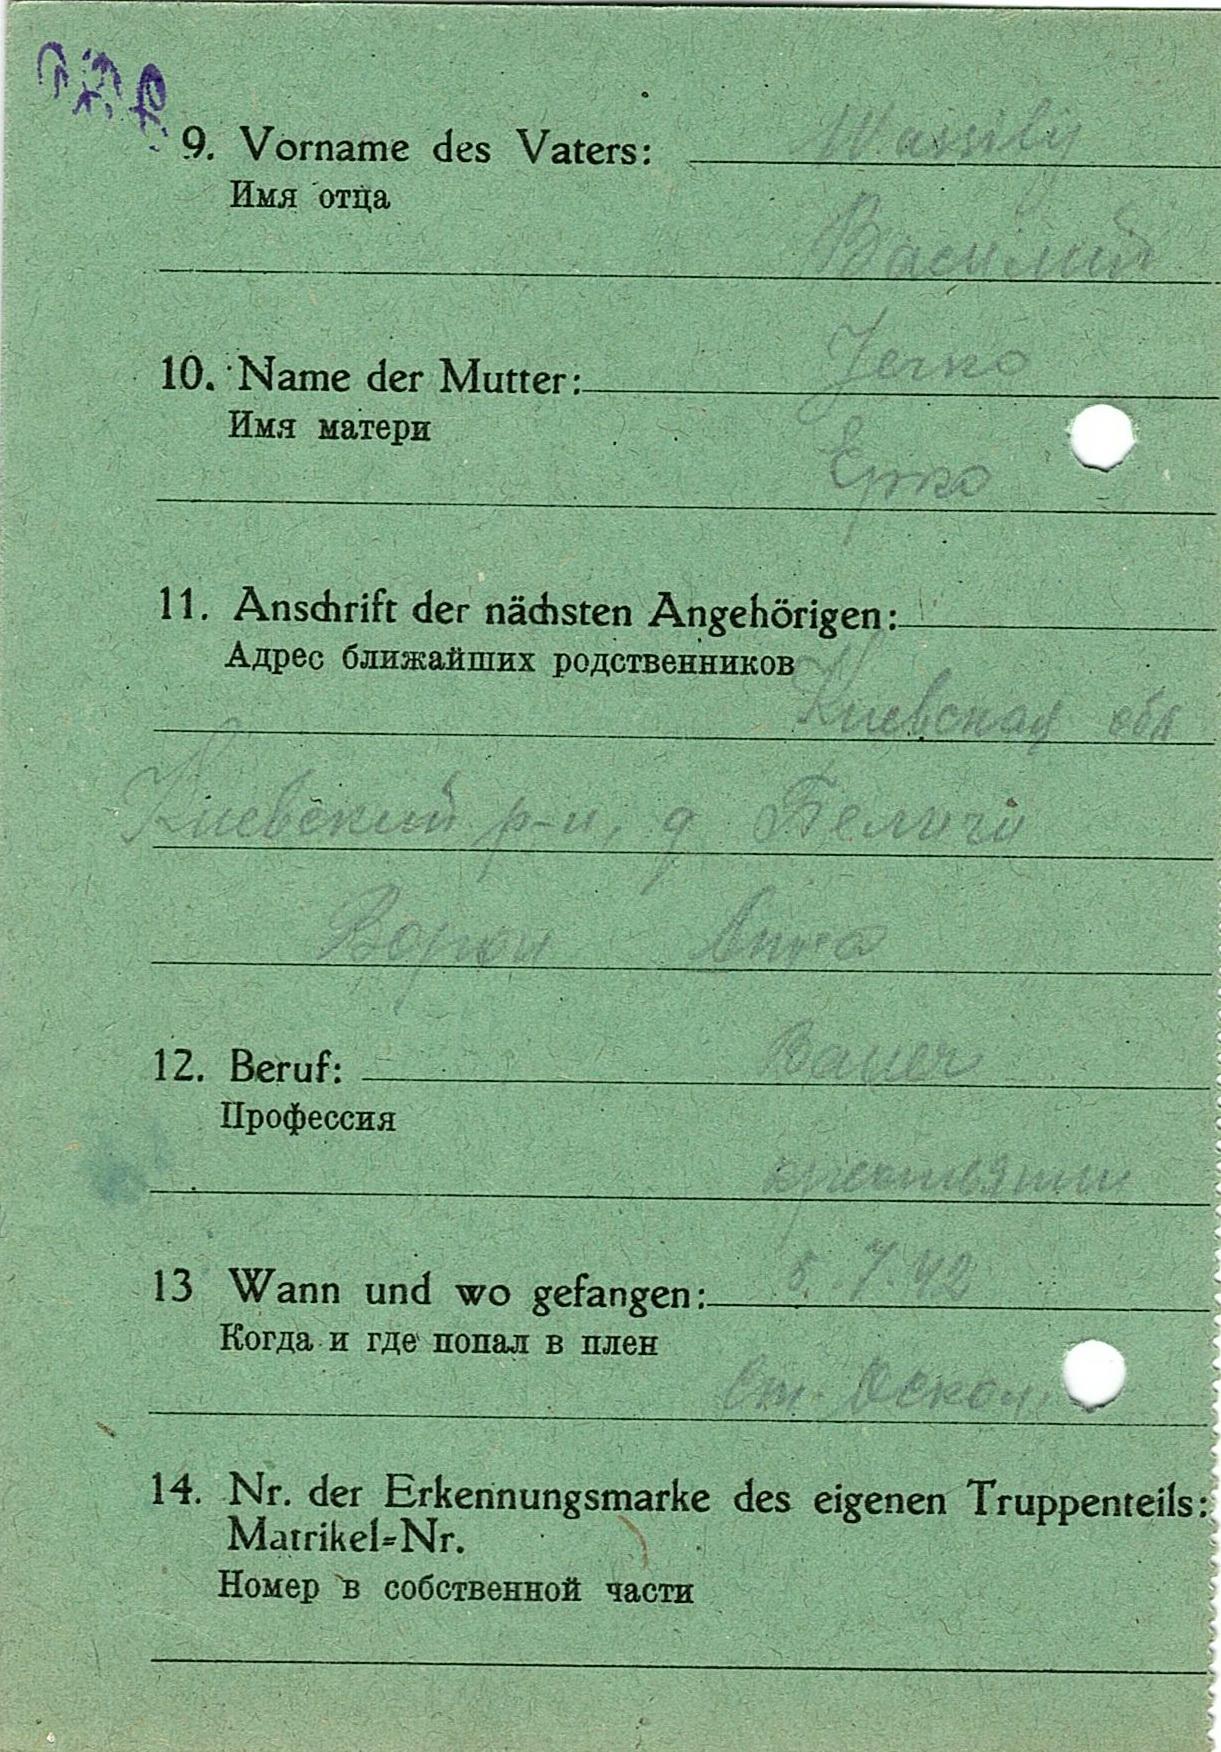 9. Vorname des Vaters: Wassily
Имя отца
Василий
10. Name der Mutter: Jerko
Имя матери
Ерко
11. Anschrift der nächsten Angehörigen:
Адрес ближайших родственников
Киевская обл
Киевский р-н, д Беличи
Анна
12. Beruf: Bauer
Профессия
крестьянин
13 Wann und wo gefangen: 5. 7 42
Когда и где попал в плен
Ст. Оскол
14. Nr. der Erkennungsmarke des eigenen Truppenteils:
Matrikel=Nr.
Номер в собственной части